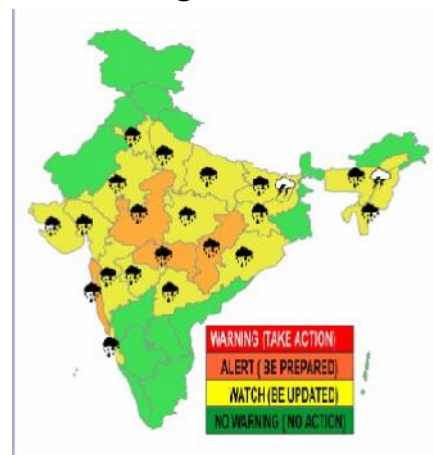 WARNING (TAKE ACTION)
ALERT ( BE PREPARED)
WATCH (BE UPDATED)
NO WARNING ( NO ACTION)